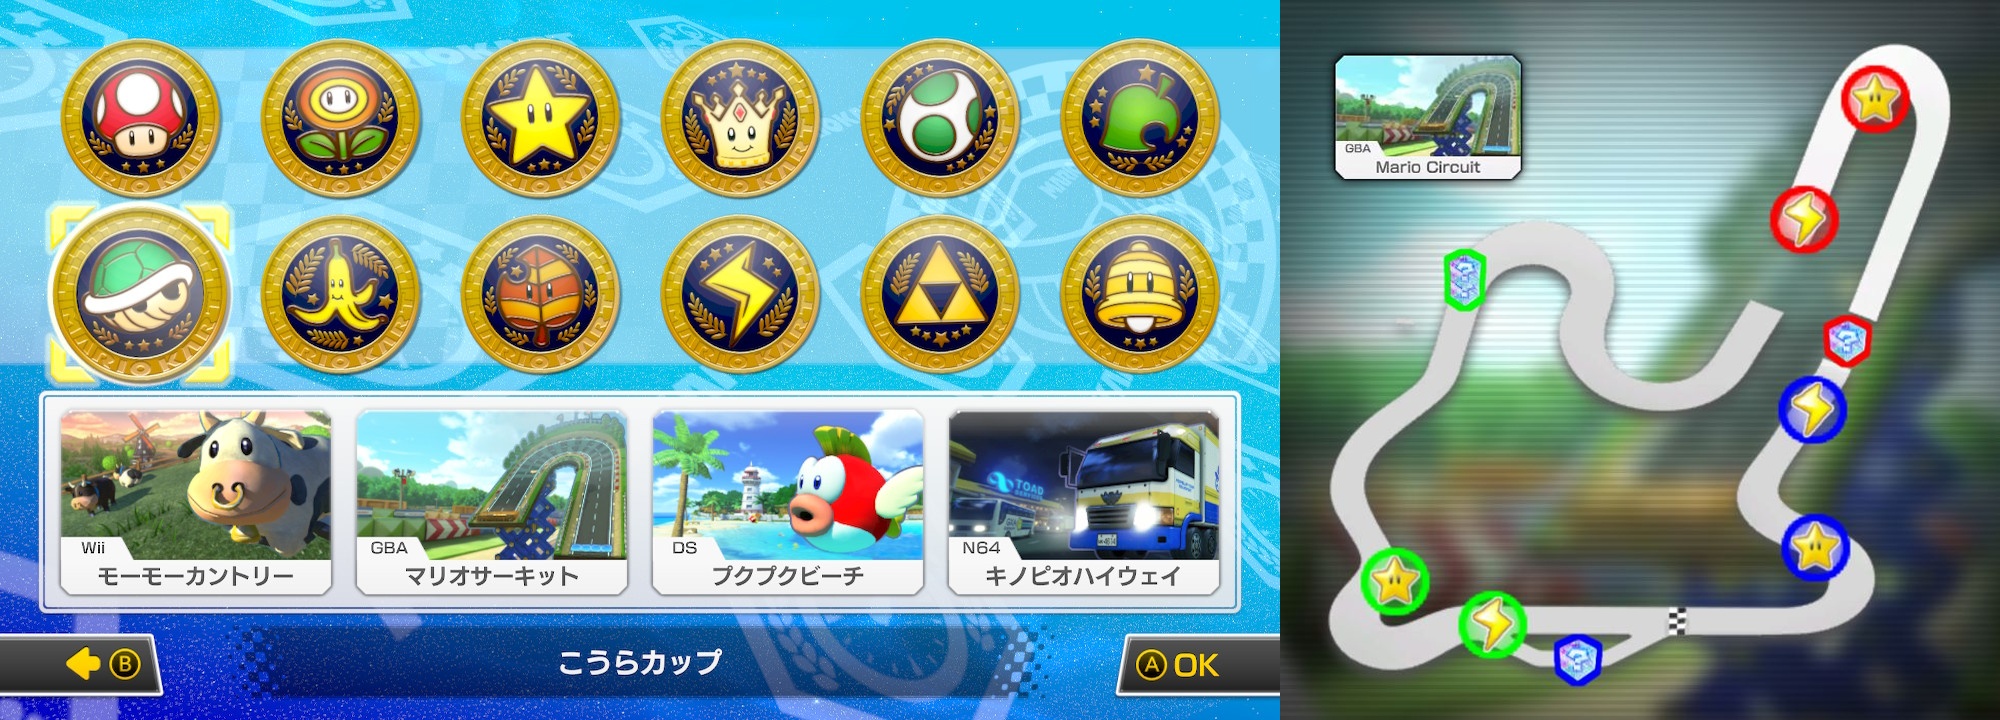 Wii
モーモーカントリー
GBA
マリオサーキット
DS
プクプクビーチ
TOAD
N64
キノピオハイウェイ
B
こうらカップ
A OK
GBA
Mario Circuit